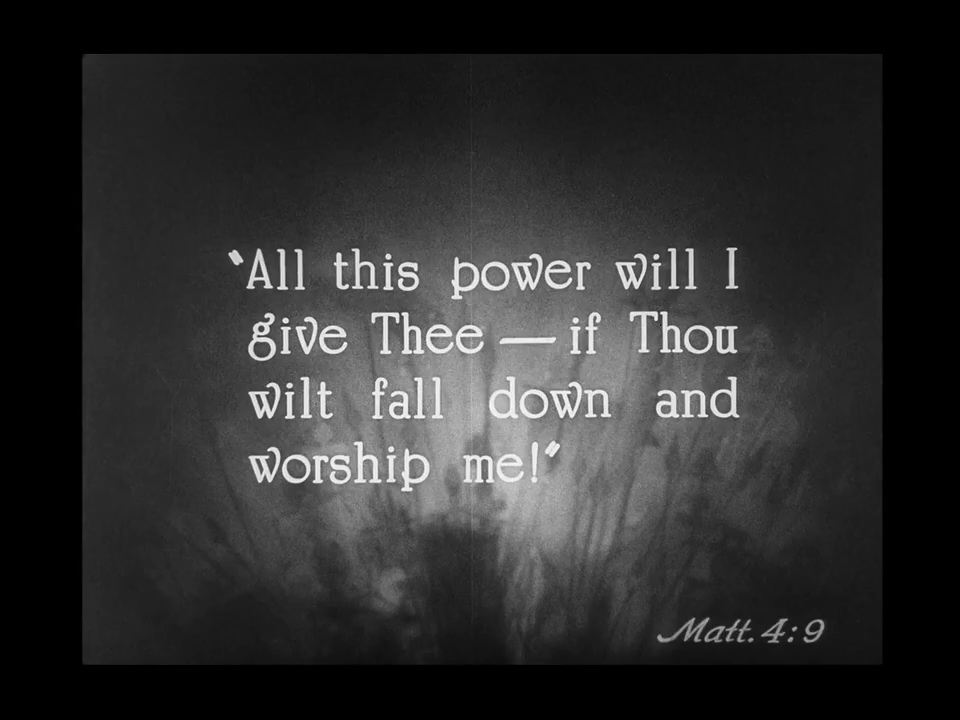 "All this power will I
give Thee — if Thou
wilt fall down and
worship me!"
Matt. 4:9